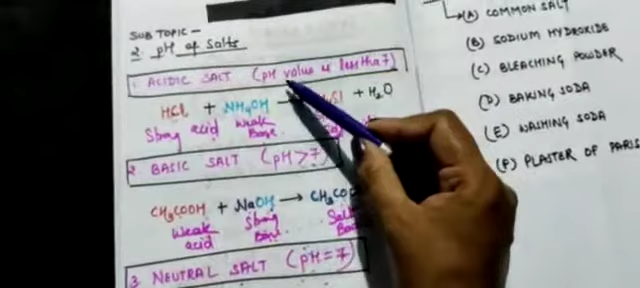 SUB TOPIC -
2. pH of Salts
1. ACIDIC SALT (pH value is less tha 7)
HCl + NH4OH + H2O
Strong acid Weak Base
2. BASIC SALT (pH>7)
CH3COOH + NaOH → CH3COO
Weak acid Strong Base Salt
3. NEUTRAL SALT (pH=7)
(A) COMMON SALT
(B) SODIUM HYDROXIDE
(C) BLEACHING POWDER
(D) BAKING SODA
(E) WASHING SODA
(F) PLASTER OF PARIS